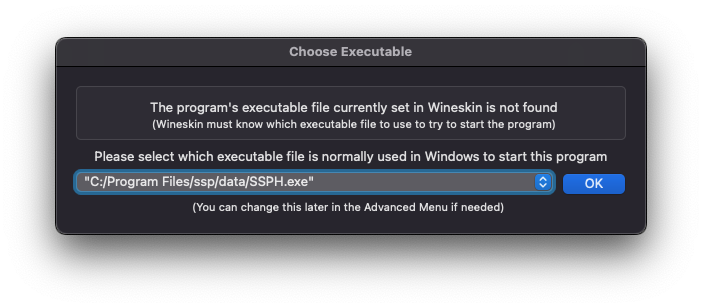 Choose Executable
The program's executable file currently set in Wineskin is not found
(Wineskin must know which executable file to use to try to start the program)
Please select which executable file is normally used in Windows to start this program
"C:/Program Files/ssp/data/SSPH.exe"
OK
(You can change this later in the Advanced Menu if needed)